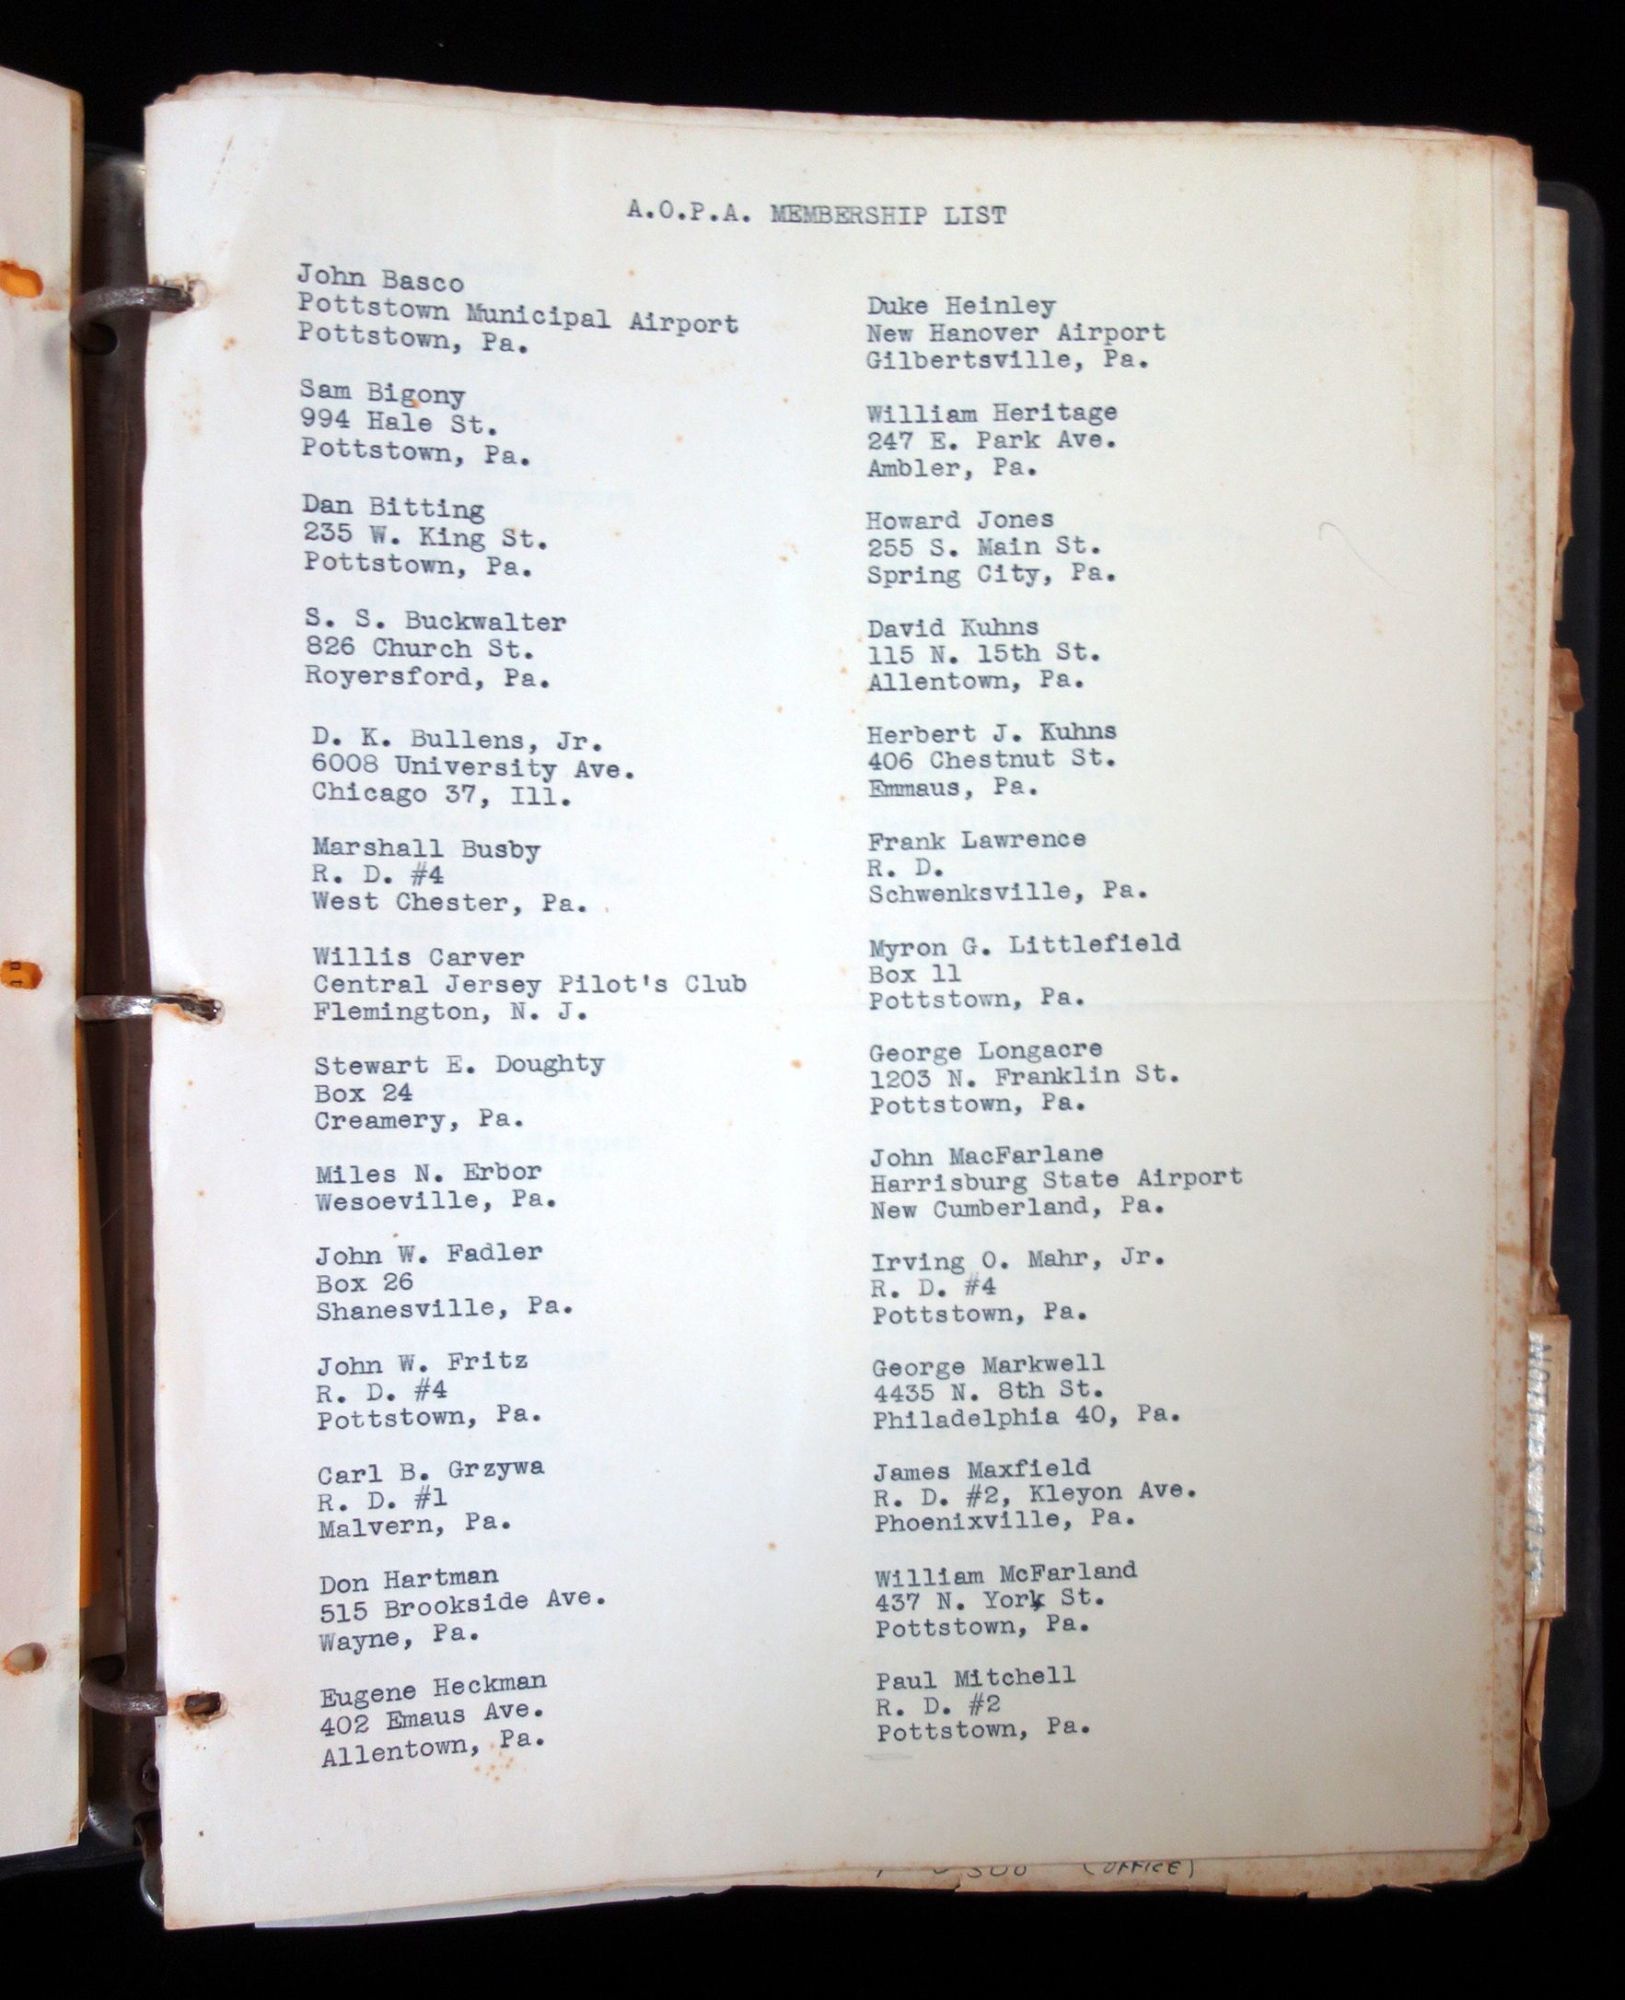 A.O.P.A. MEMBERSHIP LIST
John Basco
Pottstown Municipal Airport
Pottstown, Pa.
Sam Bigony
994 Hale St.
Pottstown, Pa.
Dan Bitting
235 W. King St.
Pottstown, Pa.
S. S. Buckwalter
826 Church St.
Royersford, Pa.
D. K. Bullens, Jr.
6008 University Ave.
Chicago 37, Ill.
Marshall Busby
R. D. #4
West Chester, Pa.
Willis Carver
Central Jersey Pilot's Club
Flemington, N. J.
Stewart E. Doughty
Box 24
Creamery, Pa.
Miles N. Erbor
Wesoeville, Pa.
John W. Fadler
Box 26
Shanesville, Pa.
John W. Fritz
R. D. #4
Pottstown, Pa.
Carl B. Grzywa
R. D. #1
Malvern, Pa.
Don Hartman
515 Brookside Ave.
Wayne, Pa.
Eugene Heckman
402 Emaus Ave.
Allentown, Pa.
Duke Heinley
New Hanover Airport
Gilbertsville, Pa.
William Heritage
247 E. Park Ave.
Ambler, Pa.
Howard Jones
255 S. Main St.
Spring City, Pa.
David Kuhns
115 N. 15th St.
Allentown, Pa.
Herbert J. Kuhns
406 Chestnut St.
Emmaus, Pa.
Frank Lawrence
R. D.
Schwenksville, Pa.
Myron G. Littlefield
Box 11
Pottstown, Pa.
George Longacre
1203 N. Franklin St.
Pottstown, Pa.
John MacFarlane
Harrisburg State Airport
New Cumberland, Pa.
Irving O. Mahr, Jr.
R. D. #4
Pottstown, Pa.
George Markwell
4435 N. 8th St.
Philadelphia 40, Pa.
James Maxfield
R. D. #2, Kleyon Ave.
Phoenixville, Pa.
William McFarland
437 N. York St.
Pottstown, Pa.
Paul Mitchell
R. D. #2
Pottstown, Pa.
(OFFICE)